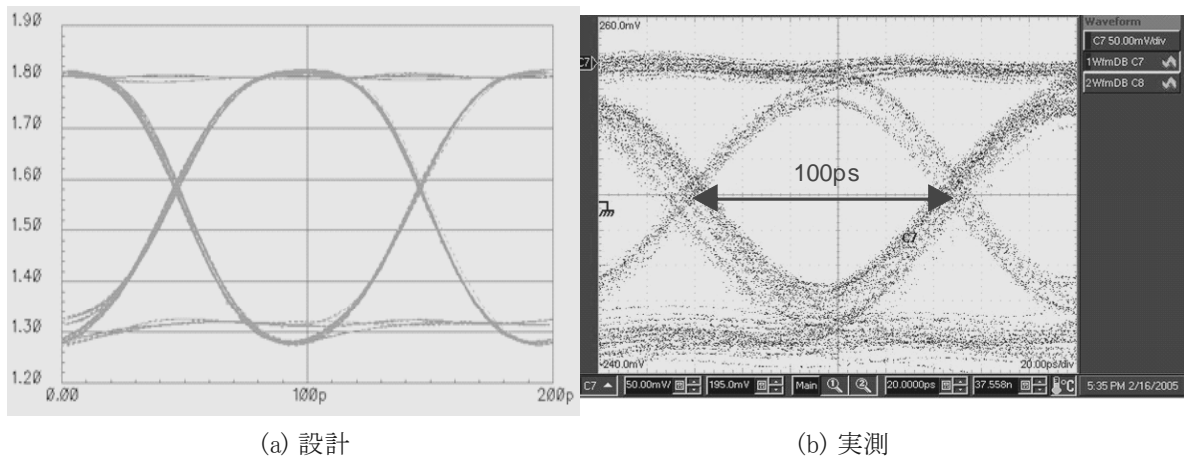 1.90
1.80
1.70
1.60
1.50
1.40
1.30
1.20
0.00 100p 200p
(a) 設計
260.0mV
C7
100ps
C7
-240.0mV
20.00ps/div
Waveform
C7 50.00mV/div
1WfmDB C7
2WfmDB C8
C7 50.00mV/ 195.0mV Main 1 2 20.0000ps 37.558n °C 5:35 PM 2/16/2005
(b) 実測